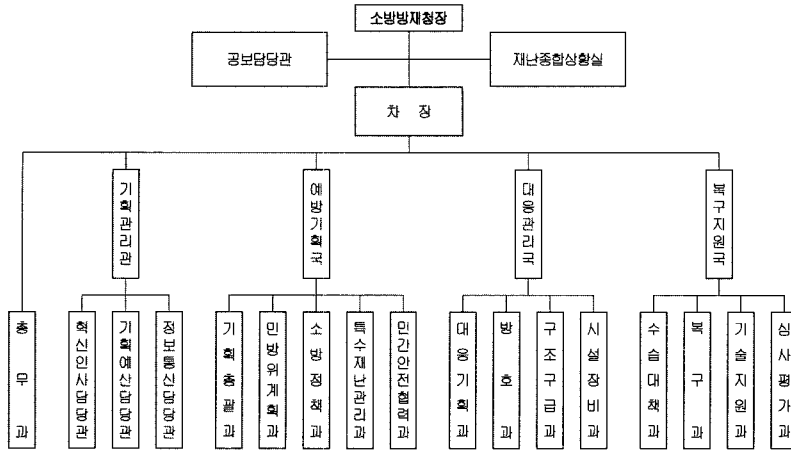 소방방재청장
공보담당관
재난종합상황실
차 장
기획관리관
예방기획국
대응관리국
복구지원국
총 무 과
혁신인사담당관
기획예산담당관
정보통신담당관
기획총괄과
민방위계획과
소방정책과
특수재난관리과
민간안전협력과
대응기획과
방 호 과
구조구급과
시설장비과
수습대책과
복 구 과
기술지원과
심사평가과